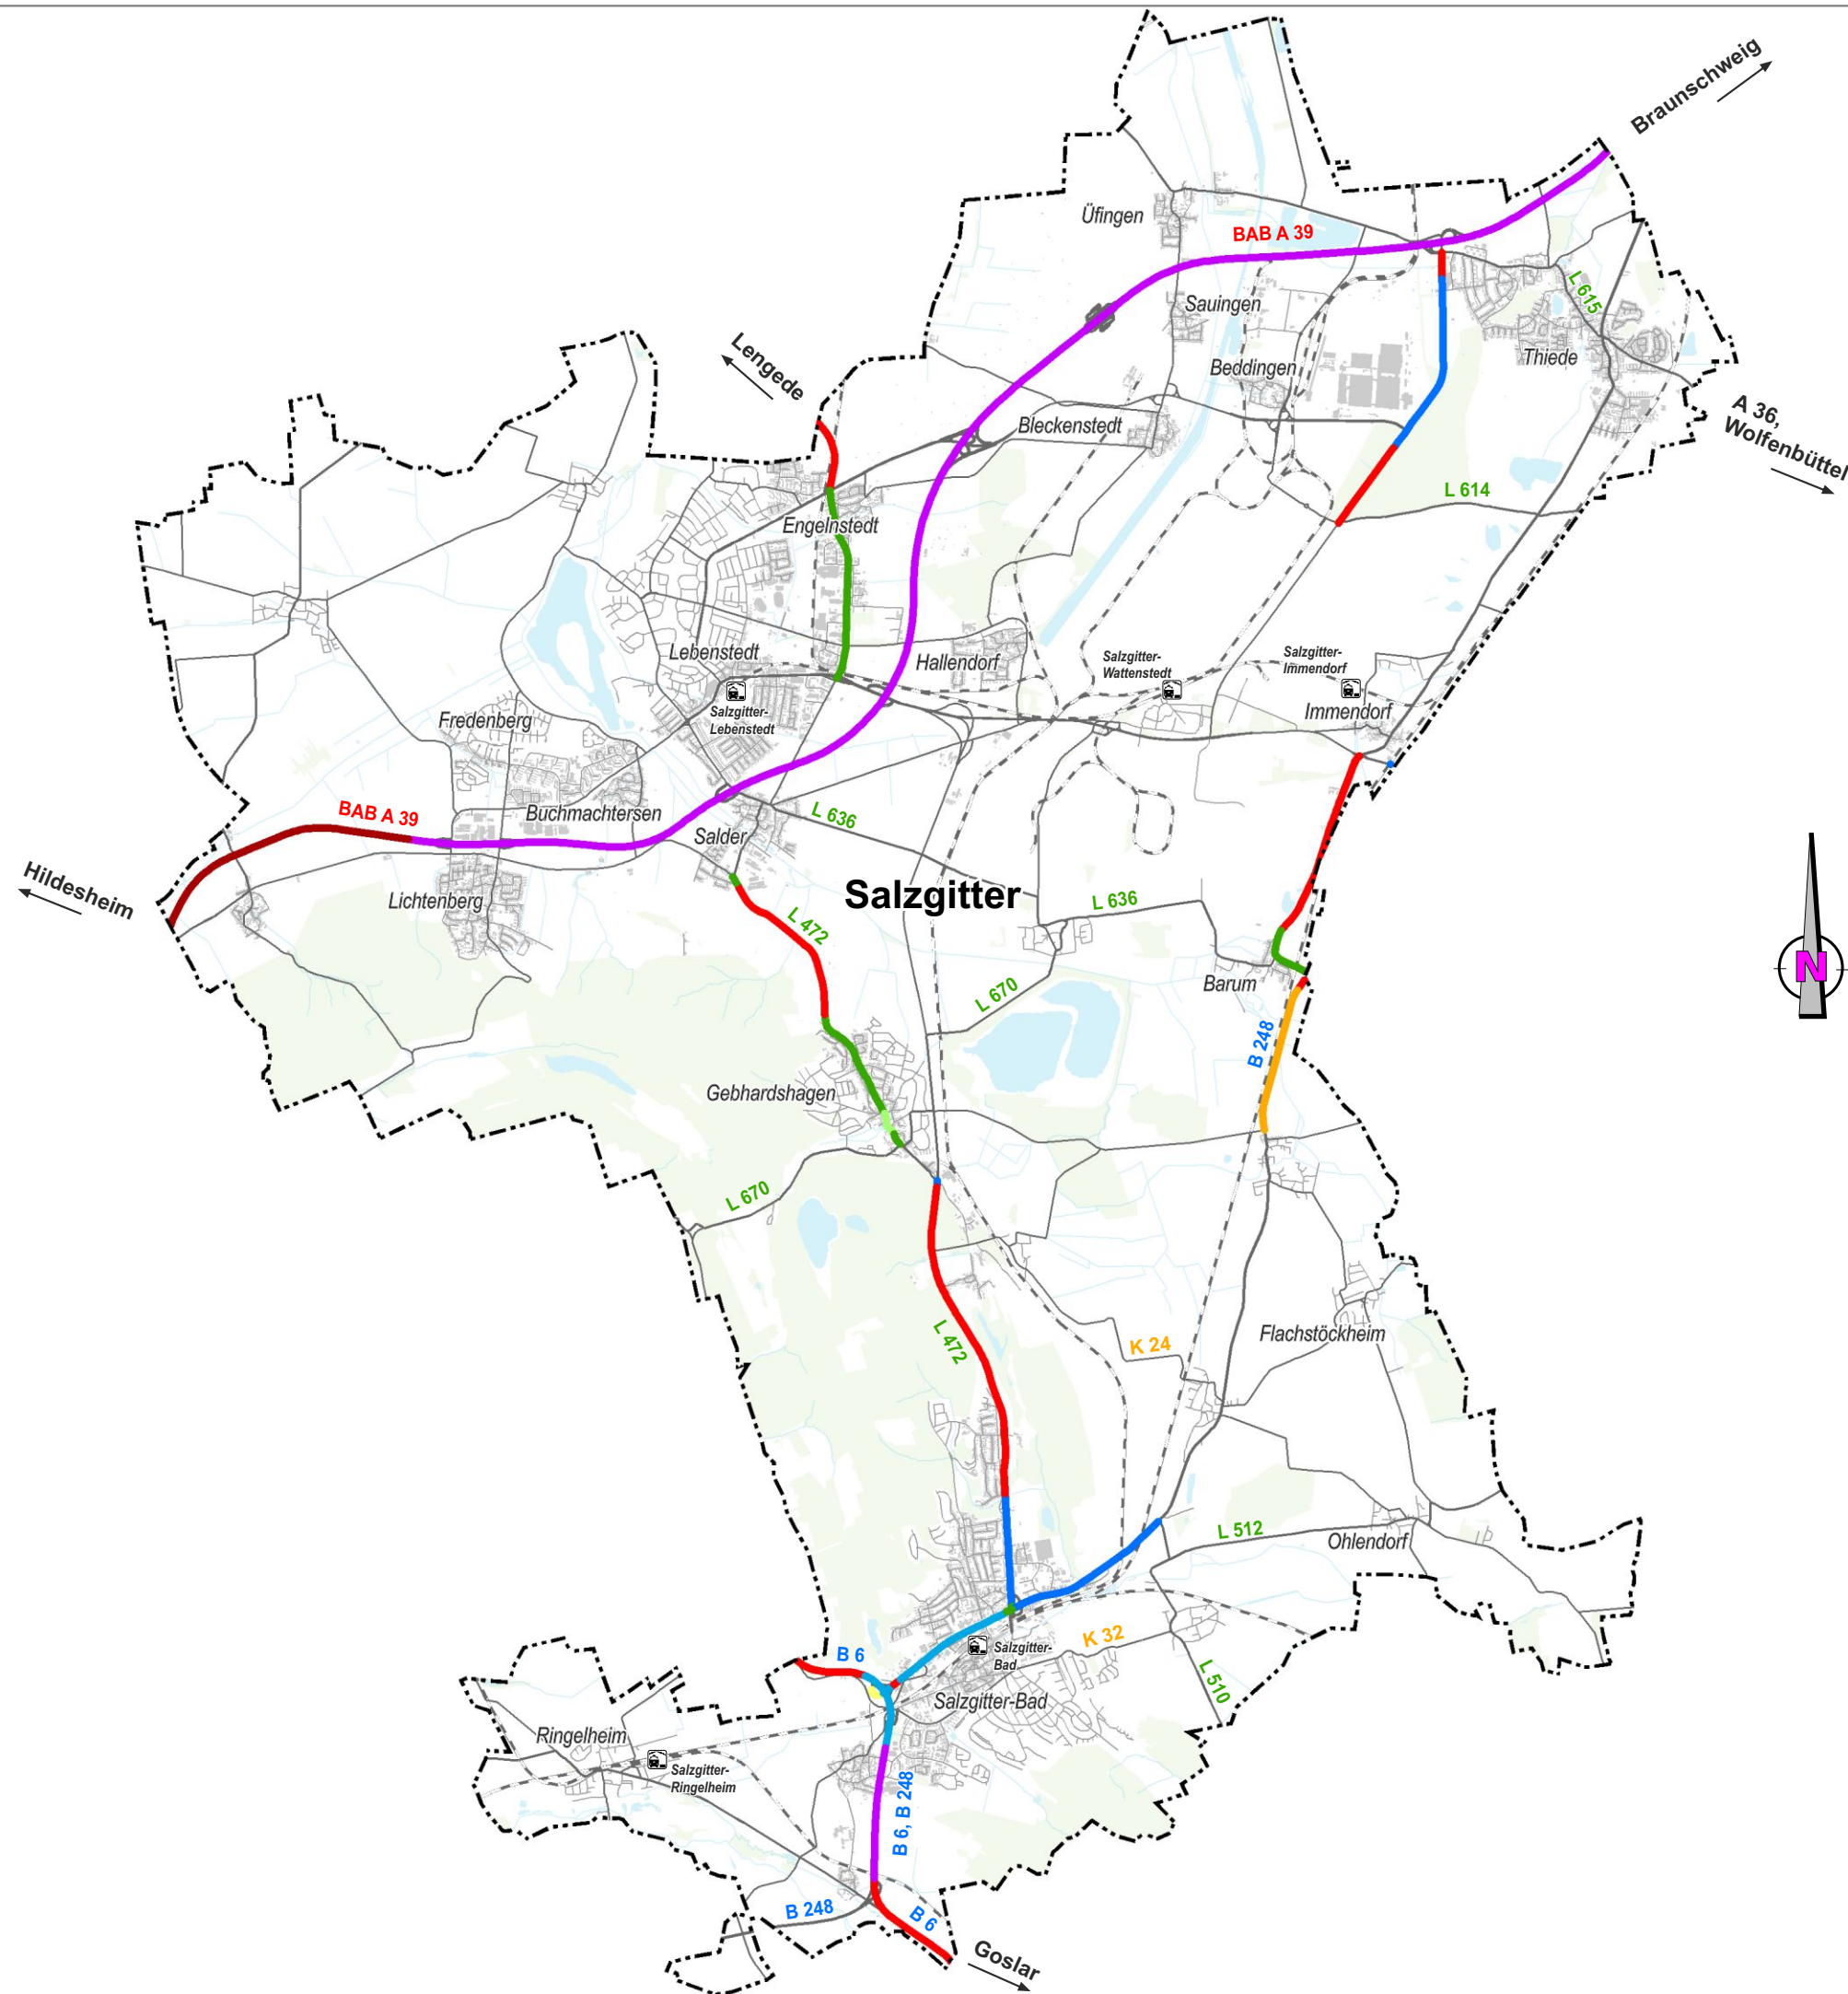 Braunschweig
Üfingen
BAB A 39
Sauingen
L 615
Lengede
Thiede
Beddingen
A 36,
Wolfenbüttel
Bleckenstedt
L 614
Engelnstedt
Lebenstedt
Hallendorf
Salzgitter-
Wattenstedt
Salzgitter-
Immendorf
Immendorf
Salzgitter-
Lebenstedt
Fredenberg
BAB A 39
Buchmachtersen
L 636
Salder
Hildesheim
Lichtenberg
Salzgitter
L 636
L 472
N
Barum
L 670
B 248
Gebhardshagen
L 670
Flachstöckheim
L 472
K 24
L 512
Ohlendorf
K 32
Salzgitter-
Bad
B 6
L 510
Salzgitter-Bad
Ringelheim
Salzgitter-
Ringelheim
B 6, B 248
B 248
B 6
Goslar